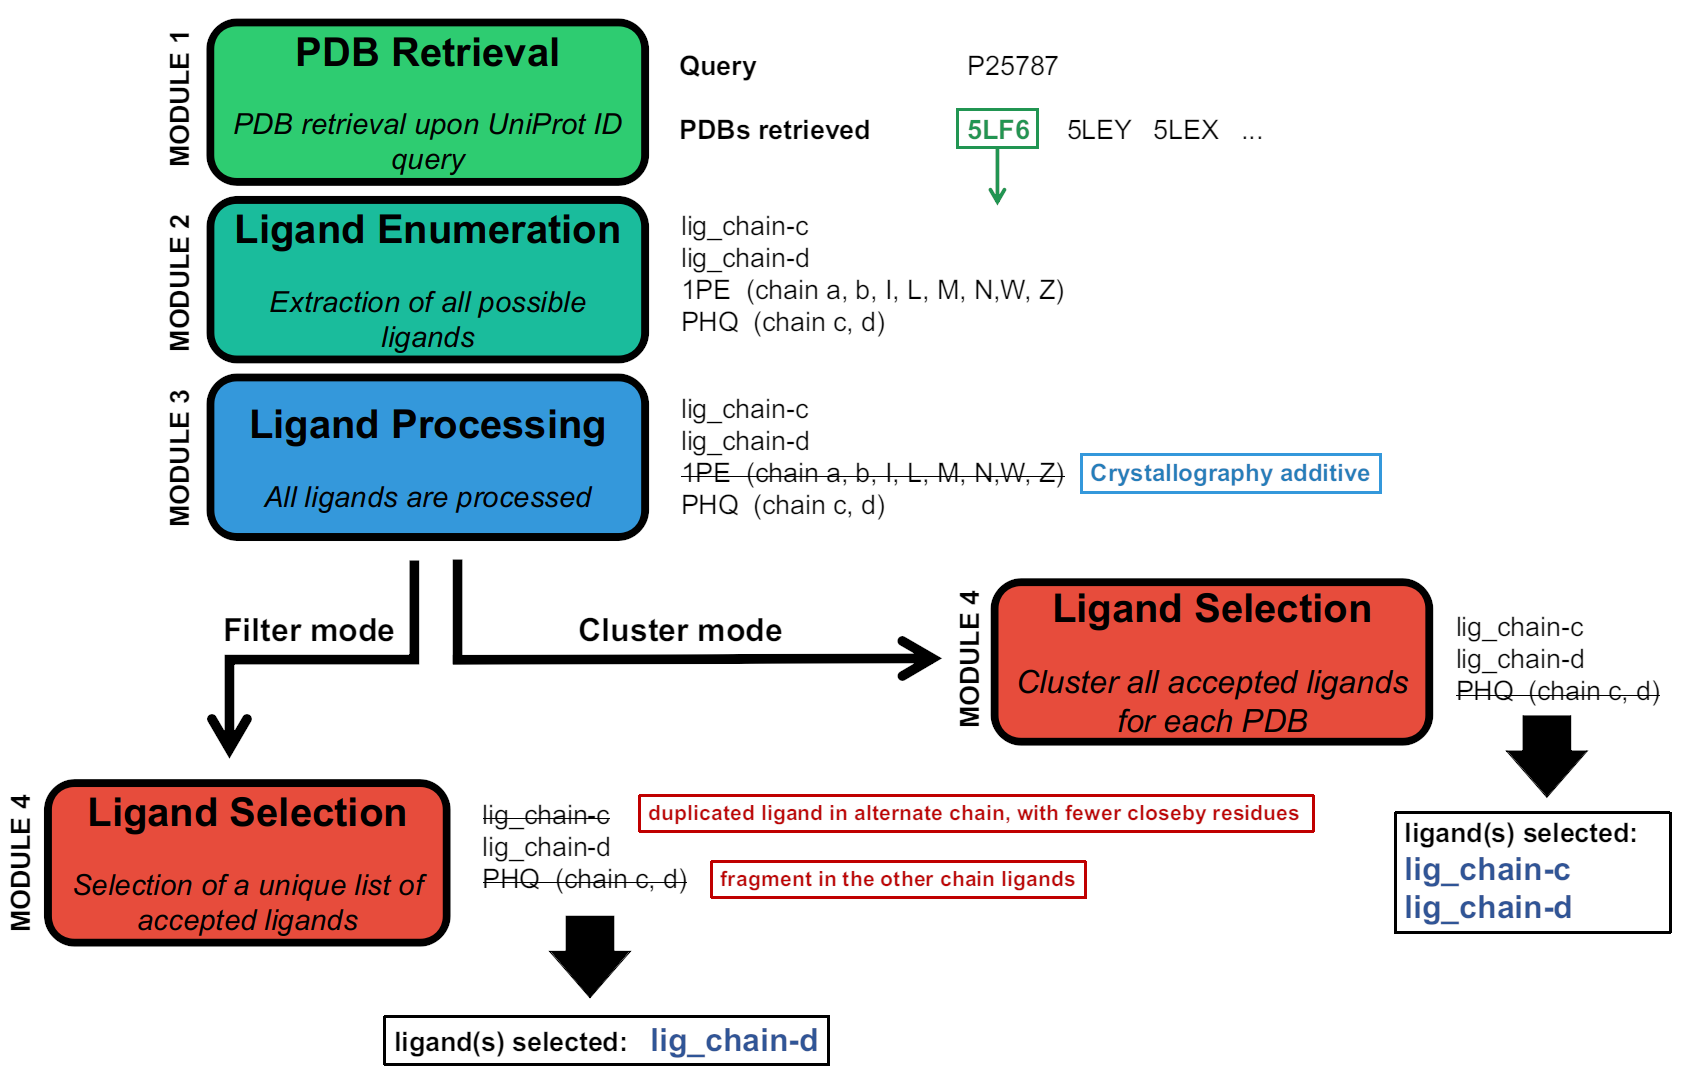 MODULE 1
PDB Retrieval
PDB retrieval upon UniProt ID
query
Query P25787
PDBs retrieved 5LF6 5LEY 5LEX ...
MODULE 2
Ligand Enumeration
Extraction of all possible
ligands
lig_chain-c
lig_chain-d
1PE (chain a, b, I, L, M, N,W, Z)
PHQ (chain c, d)
MODULE 3
Ligand Processing
All ligands are processed
lig_chain-c
lig_chain-d
1PE (chain a, b, I, L, M, N,W, Z) Crystallography additive
PHQ (chain c, d)
Filter mode
Cluster mode
MODULE 4
Ligand Selection
Cluster all accepted ligands
for each PDB
lig_chain-c
lig_chain-d
PHQ (chain c, d)
ligand(s) selected:
lig_chain-c
lig_chain-d
MODULE 4
Ligand Selection
Selection of a unique list of
accepted ligands
lig_chain-c duplicated ligand in alternate chain, with fewer closeby residues
lig_chain-d
PHQ (chain c, d) fragment in the other chain ligands
ligand(s) selected: lig_chain-d